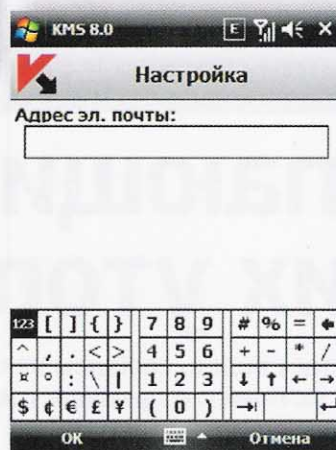 KMS 8.0 E
Настройка
Адрес эл. почты:
123 [ ] { } 7 8 9 # % =
^ , . < > 4 5 6 + - * /
¤ ° : \ | 1 2 3 ↓ ↑ ← →
$ ¢ € £ ¥ ( 0 )
OK Отмена